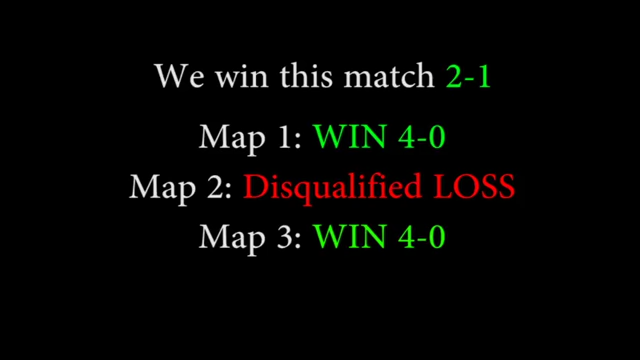 We win this match 2-1
Map 1: WIN 4-0
Map 2: Disqualified LOSS
Map 3: WIN 4-0